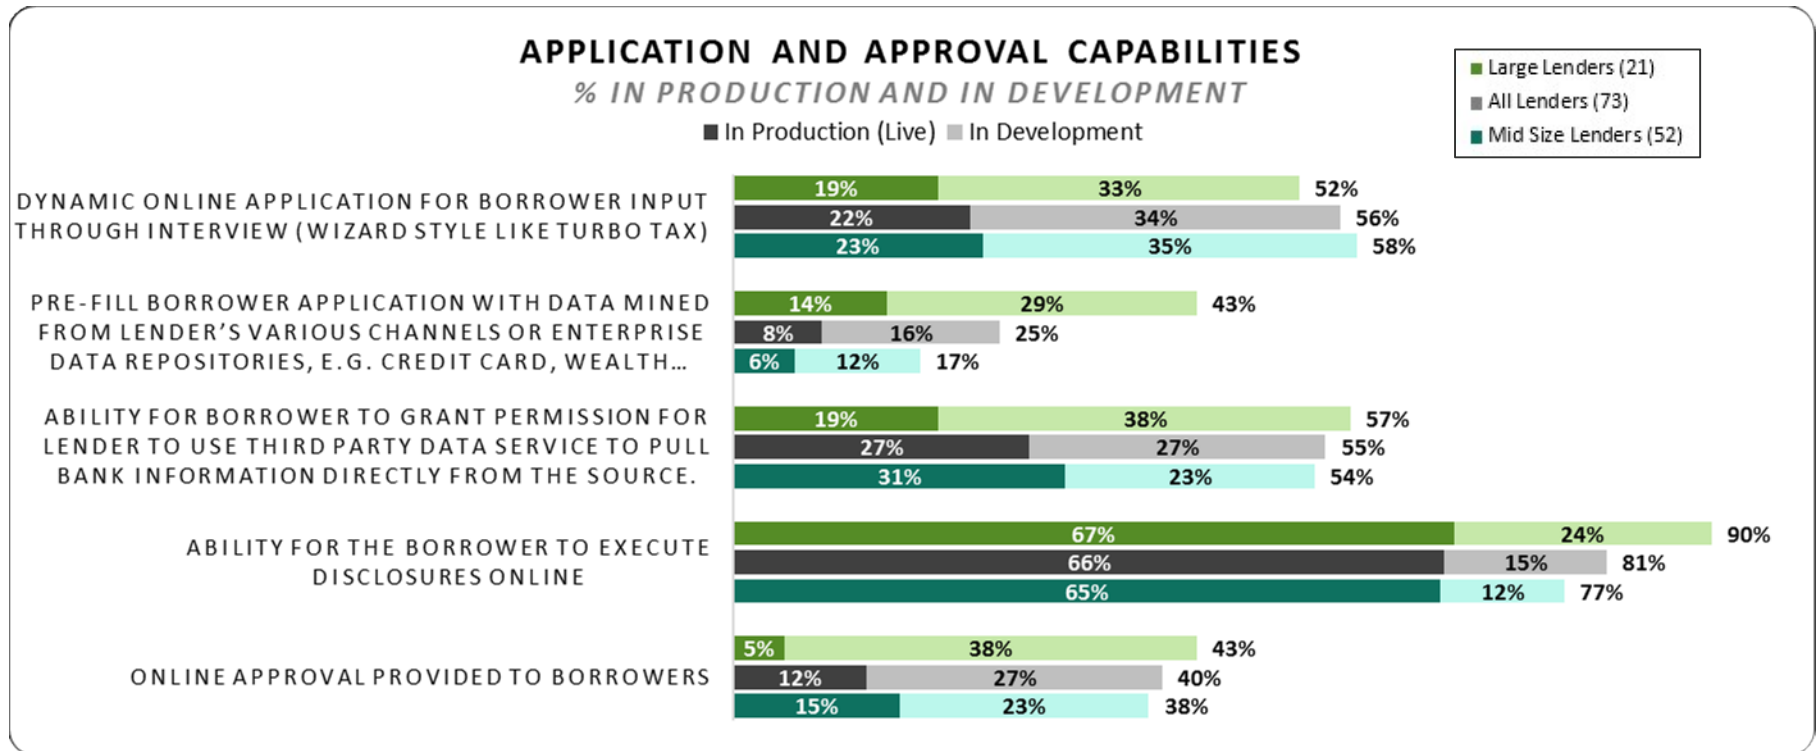 APPLICATION AND APPROVAL CAPABILITIES
% IN PRODUCTION AND IN DEVELOPMENT
In Production (Live) In Development
Large Lenders (21)
All Lenders (73)
Mid Size Lenders (52)
DYNAMIC ONLINE APPLICATION FOR BORROWER INPUT
THROUGH INTERVIEW (WIZARD STYLE LIKE TURBO TAX)
19% 33% 52%
22% 34% 56%
23% 35% 58%
PRE-FILL BORROWER APPLICATION WITH DATA MINED
FROM LENDER’S VARIOUS CHANNELS OR ENTERPRISE
DATA REPOSITORIES, E.G. CREDIT CARD, WEALTH…
14% 29% 43%
8% 16% 25%
6% 12% 17%
ABILITY FOR BORROWER TO GRANT PERMISSION FOR
LENDER TO USE THIRD PARTY DATA SERVICE TO PULL
BANK INFORMATION DIRECTLY FROM THE SOURCE.
19% 38% 57%
27% 27% 55%
31% 23% 54%
ABILITY FOR THE BORROWER TO EXECUTE
DISCLOSURES ONLINE
67% 24% 90%
66% 15% 81%
65% 12% 77%
ONLINE APPROVAL PROVIDED TO BORROWERS
5% 38% 43%
12% 27% 40%
15% 23% 38%